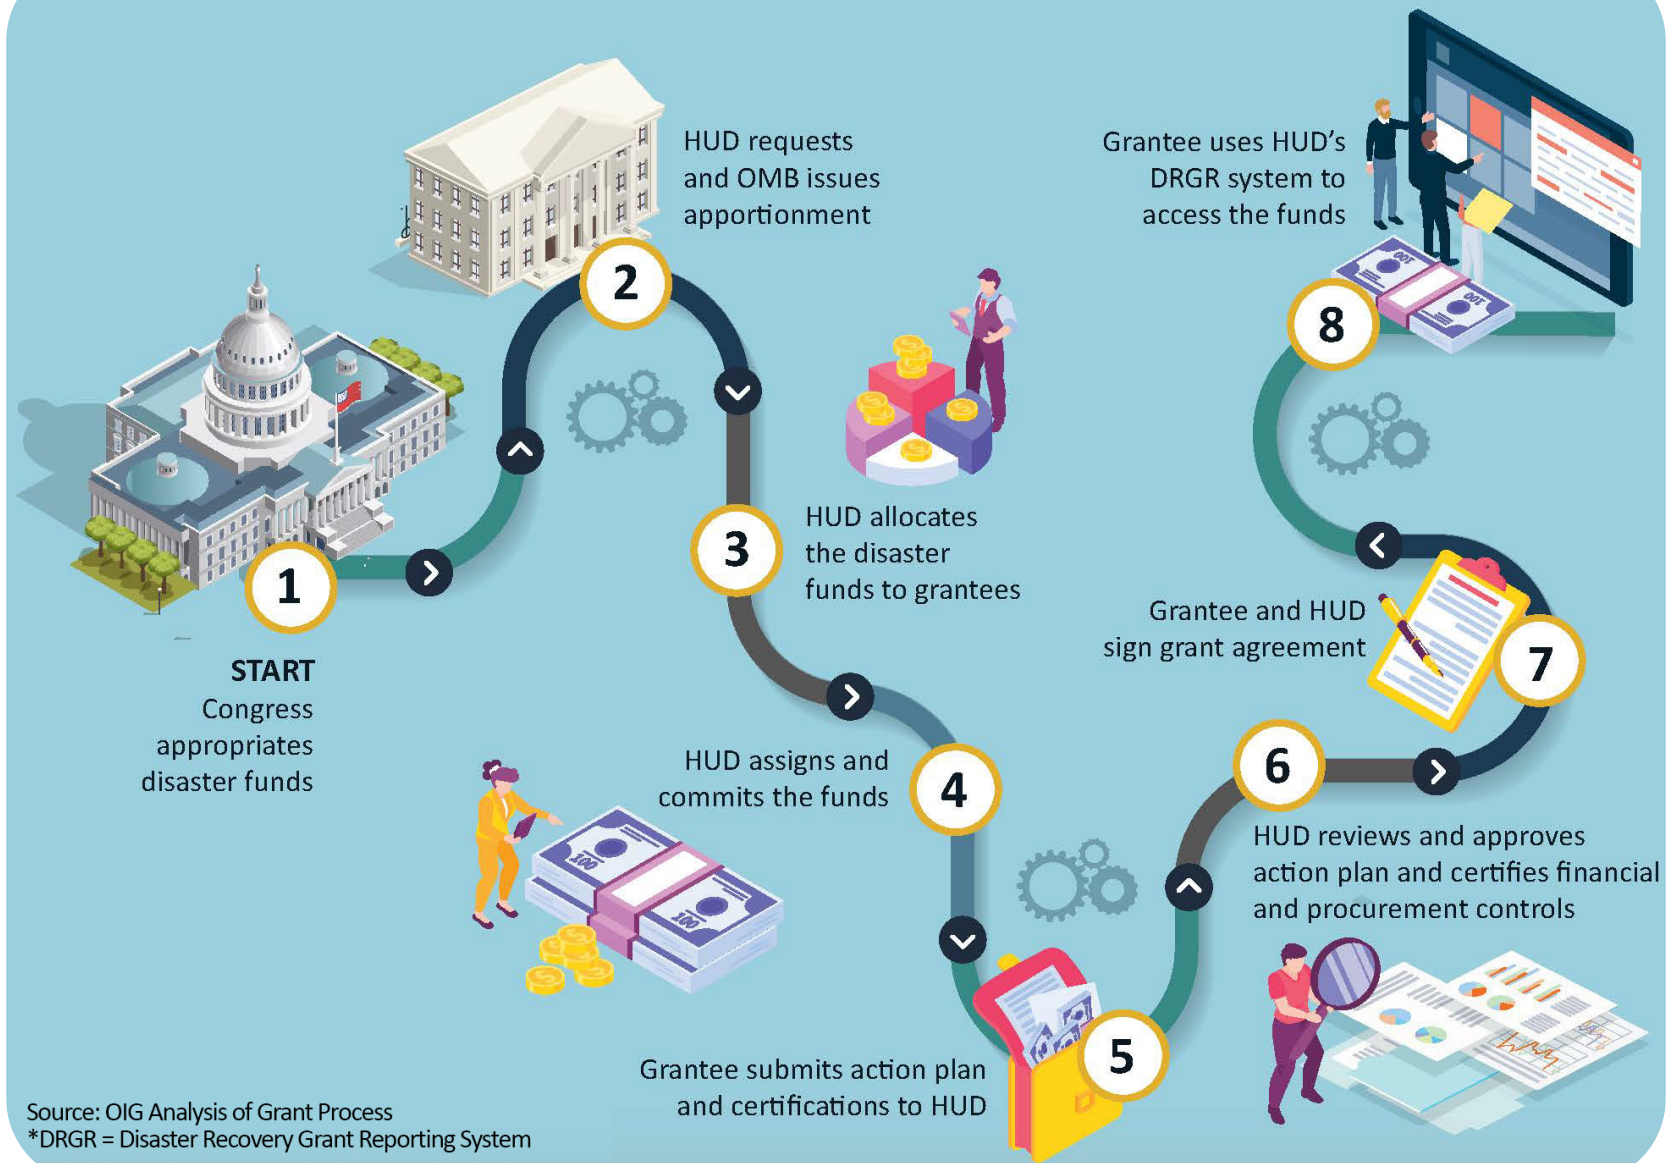 1
START
Congress
appropriates
disaster funds
2
HUD requests
and OMB issues
apportionment
3
HUD allocates
the disaster
funds to grantees
4
HUD assigns and
commits the funds
100
100
5
Grantee submits action plan
and certifications to HUD
6
HUD reviews and approves
action plan and certifies financial
and procurement controls
7
Grantee and HUD
sign grant agreement
8
Grantee uses HUD’s
DRGR system to
access the funds
100
100
Source: OIG Analysis of Grant Process
*DRGR = Disaster Recovery Grant Reporting System